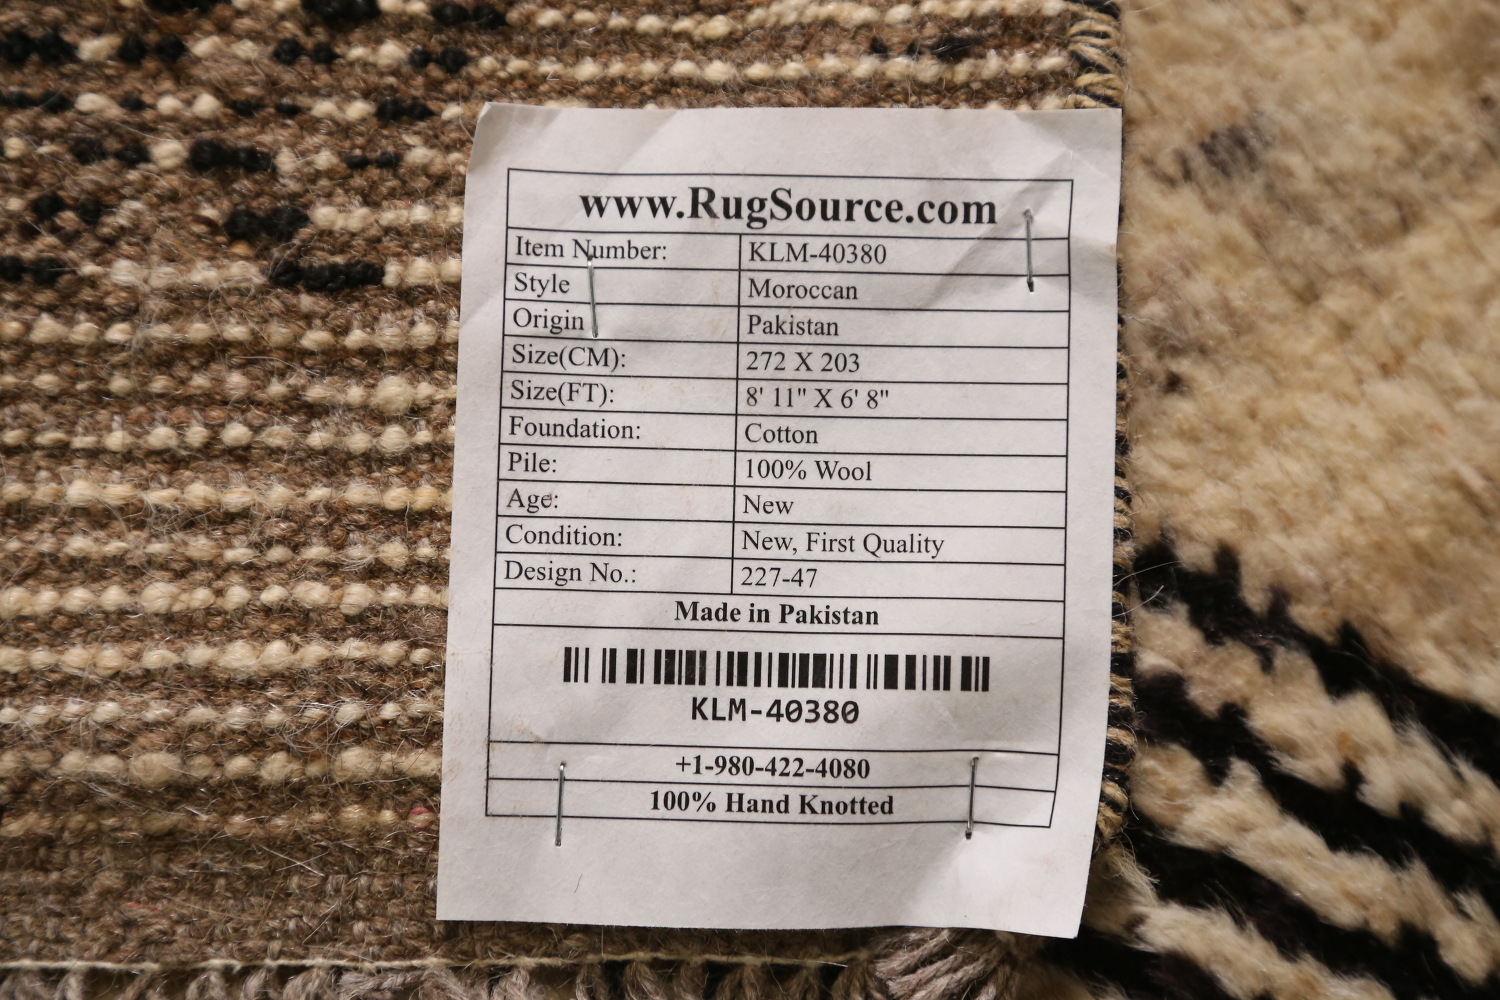 www.RugSource.com
Item Number: KLM-40380
Style Moroccan
Origin Pakistan
Size(CM): 272 X 203
Size(FT): 8' 11" X 6' 8"
Foundation: Cotton
Pile: 100% Wool
Age: New
Condition: New, First Quality
Design No.: 227-47
Made in Pakistan
KLM-40380
+1-980-422-4080
100% Hand Knotted